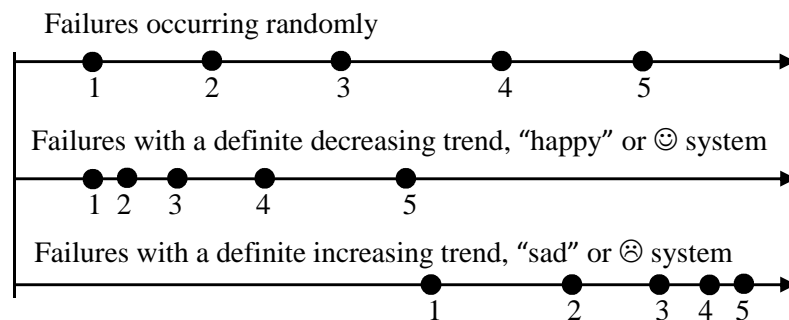 Failures occurring randomly
1 2 3 4 5
Failures with a definite decreasing trend, “happy” or ☺ system
1 2 3 4 5
Failures with a definite increasing trend, “sad” or ☹ system
1 2 3 4 5